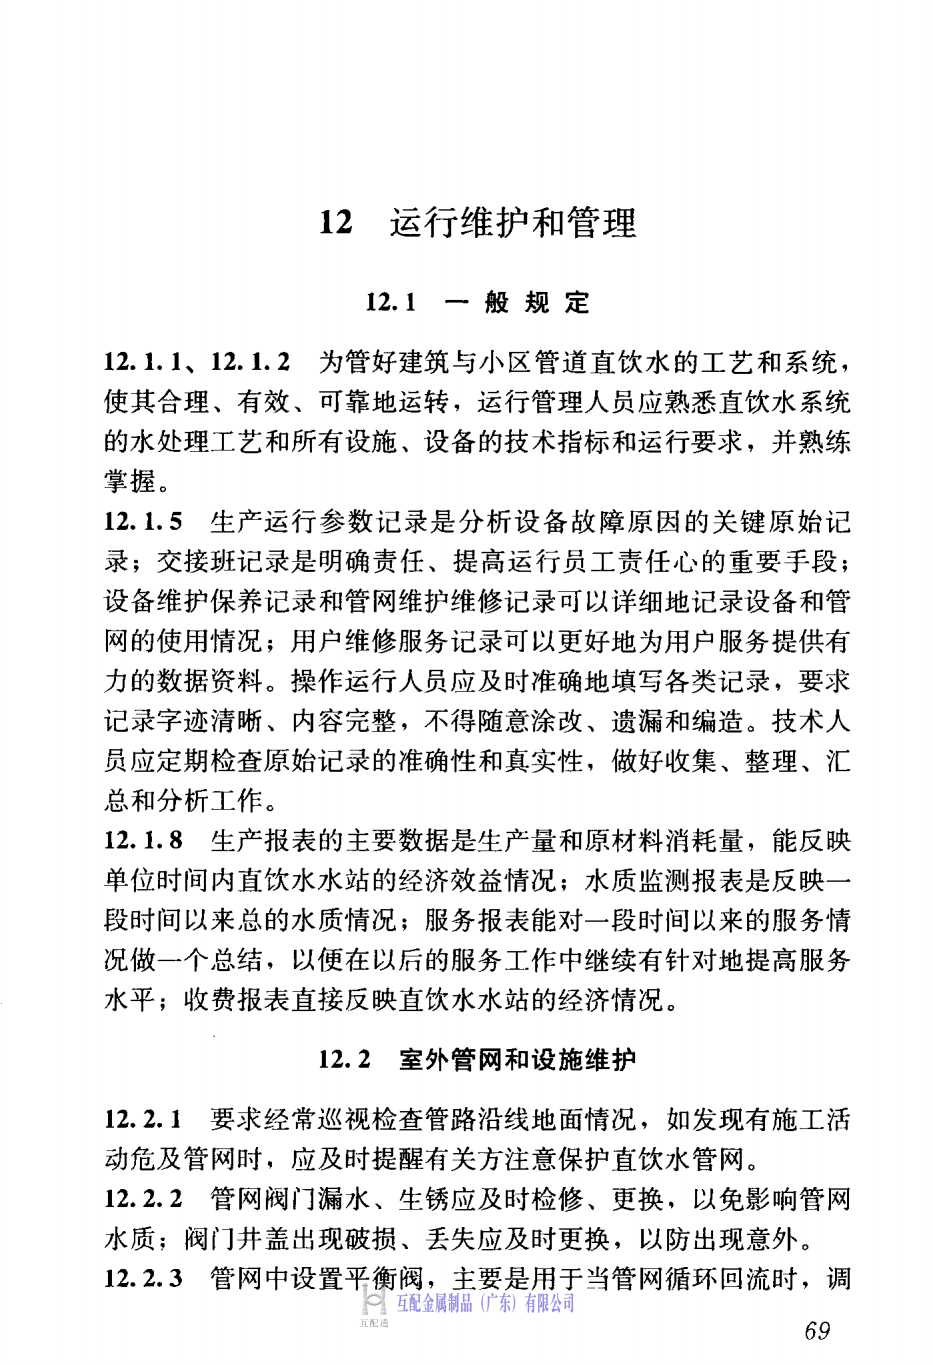 12 运行维护和管理
12.1 一般规定
12.1.1、12.1.2 为管好建筑与小区管道直饮水的工艺和系统，
使其合理、有效、可靠地运转，运行管理人员应熟悉直饮水系统
的水处理工艺和所有设施、设备的技术指标和运行要求，并熟练
掌握。
12.1.5 生产运行参数记录是分析设备故障原因的关键原始记
录；交接班记录是明确责任、提高运行员工责任心的重要手段；
设备维护保养记录和管网维护维修记录可以详细地记录设备和管
网的使用情况；用户维修服务记录可以更好地为用户服务提供有
力的数据资料。操作运行人员应及时准确地填写各类记录，要求
记录字迹清晰、内容完整，不得随意涂改、遗漏和编造。技术人
员应定期检查原始记录的准确性和真实性，做好收集、整理、汇
总和分析工作。
12.1.8 生产报表的主要数据是生产量和原材料消耗量，能反映
单位时间内直饮水水站的经济效益情况；水质监测报表是反映一
段时间以来总的水质情况；服务报表能对一段时间以来的服务情
况做一个总结，以便在以后的服务工作中继续有针对地提高服务
水平；收费报表直接反映直饮水水站的经济情况。
12.2 室外管网和设施维护
12.2.1 要求经常巡视检查管路沿线地面情况，如发现有施工活
动危及管网时，应及时提醒有关方注意保护直饮水管网。
12.2.2 管网阀门漏水、生锈应及时检修、更换，以免影响管网
水质；阀门井盖出现破损、丢失应及时更换，以防出现意外。
12.2.3 管网中设置平衡阀，主要是用于当管网循环回流时，调
互配金属制品（广东）有限公司
互配通
69